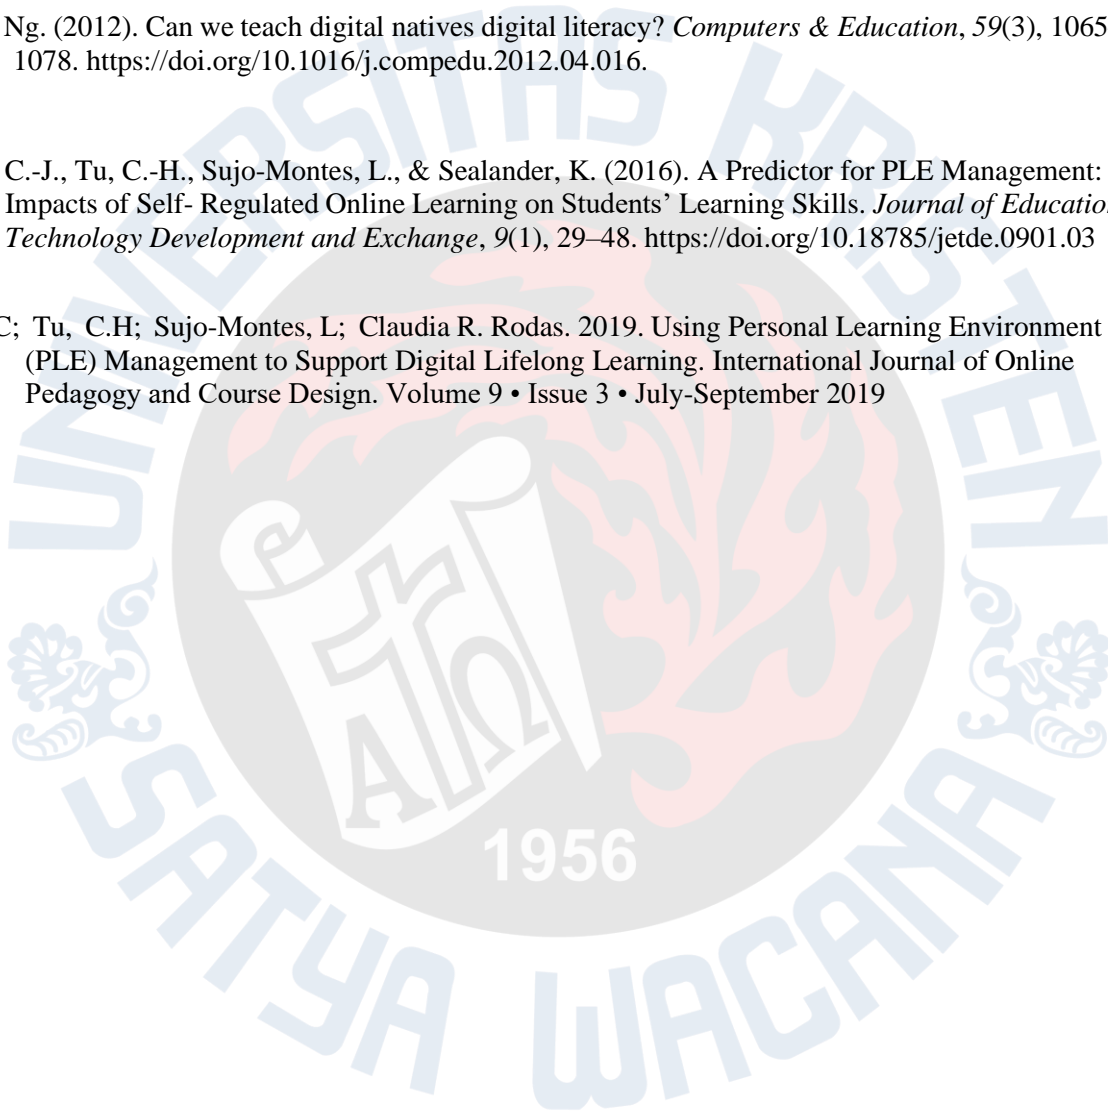 Ng. (2012). Can we teach digital natives digital literacy? Computers & Education, 59(3), 1065
1078. https://doi.org/10.1016/j.compedu.2012.04.016.
C.-J., Tu, C.-H., Sujo-Montes, L., & Sealander, K. (2016). A Predictor for PLE Management:
Impacts of Self- Regulated Online Learning on Students’ Learning Skills. Journal of Education
Technology Development and Exchange, 9(1), 29–48. https://doi.org/10.18785/jetde.0901.03
C; Tu, C.H; Sujo-Montes, L; Claudia R. Rodas. 2019. Using Personal Learning Environment
(PLE) Management to Support Digital Lifelong Learning. International Journal of Online
Pedagogy and Course Design. Volume 9 • Issue 3 • July-September 2019
UNIVERSITAS KRISTEN
ΑΩ
1956
SATYA WACANA